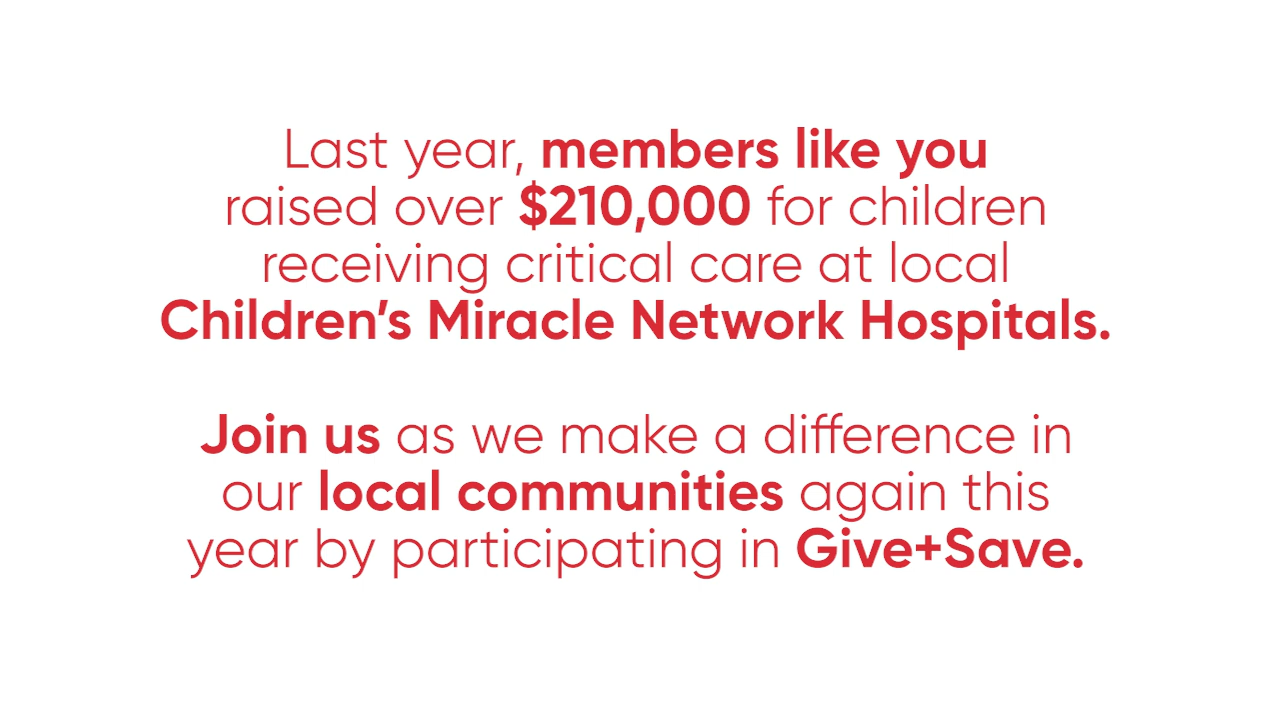 Last year, members like you
raised over $210,000 for children
receiving critical care at local
Children’s Miracle Network Hospitals.
Join us as we make a difference in
our local communities again this
year by participating in Give+Save.